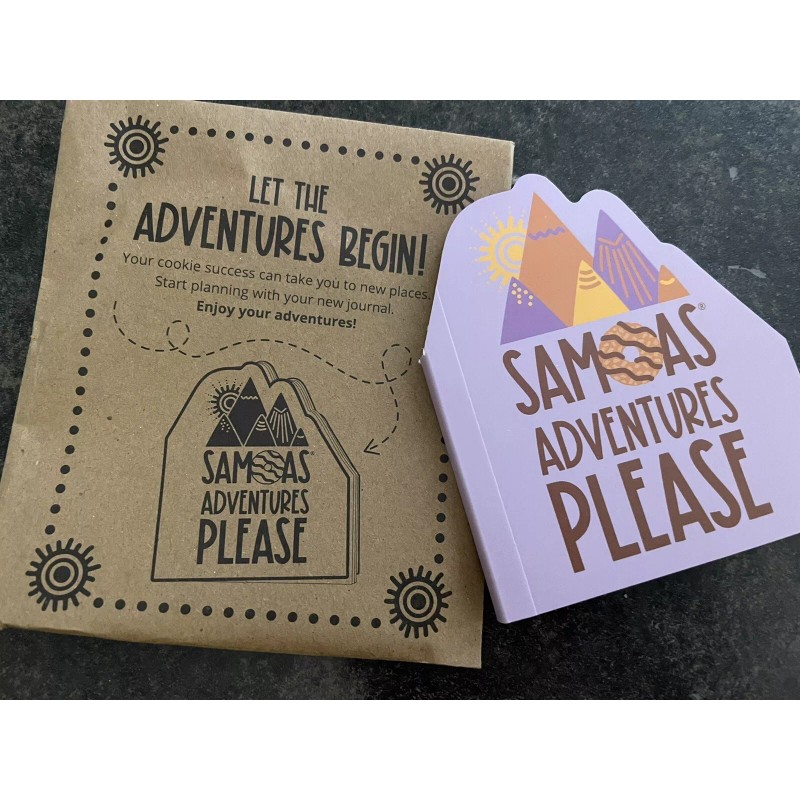 LET THE
ADVENTURES BEGIN!
Your cookie success can take you to new places.
Start planning with your new journal.
Enjoy your adventures!
SAMOAS®
ADVENTURES
PLEASE
SAMOAS®
ADVENTURES
PLEASE